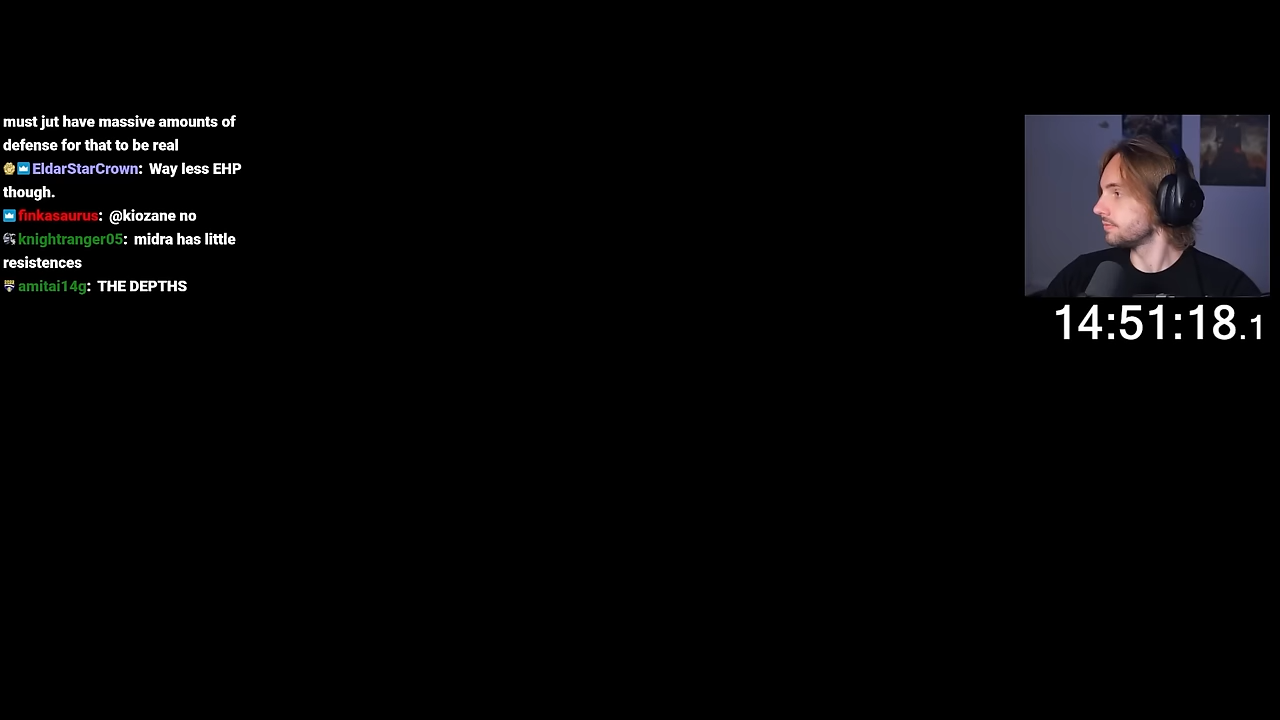 must jut have massive amounts of
defense for that to be real
EldarStarCrown: Way less EHP
though.
finkasaurus: @kiozane no
knightranger05: midra has little
resistences
amitai14g: THE DEPTHS
14:51:18.1